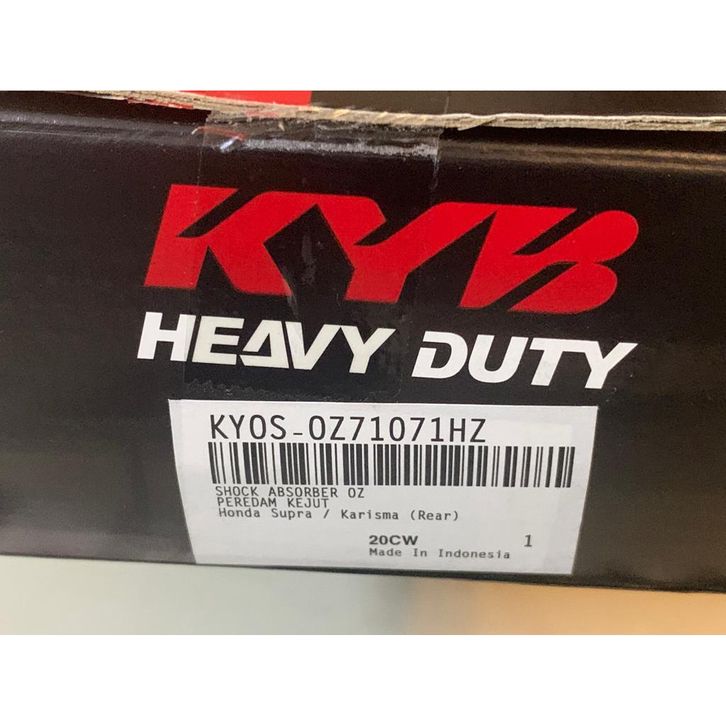 KYB
HEAVY DUTY
KYOS-OZ71071HZ
SHOCK ABSORBER OZ
PEREDAM KEJUT
Honda Supra / Karisma (Rear)
20CW 1
Made In Indonesia